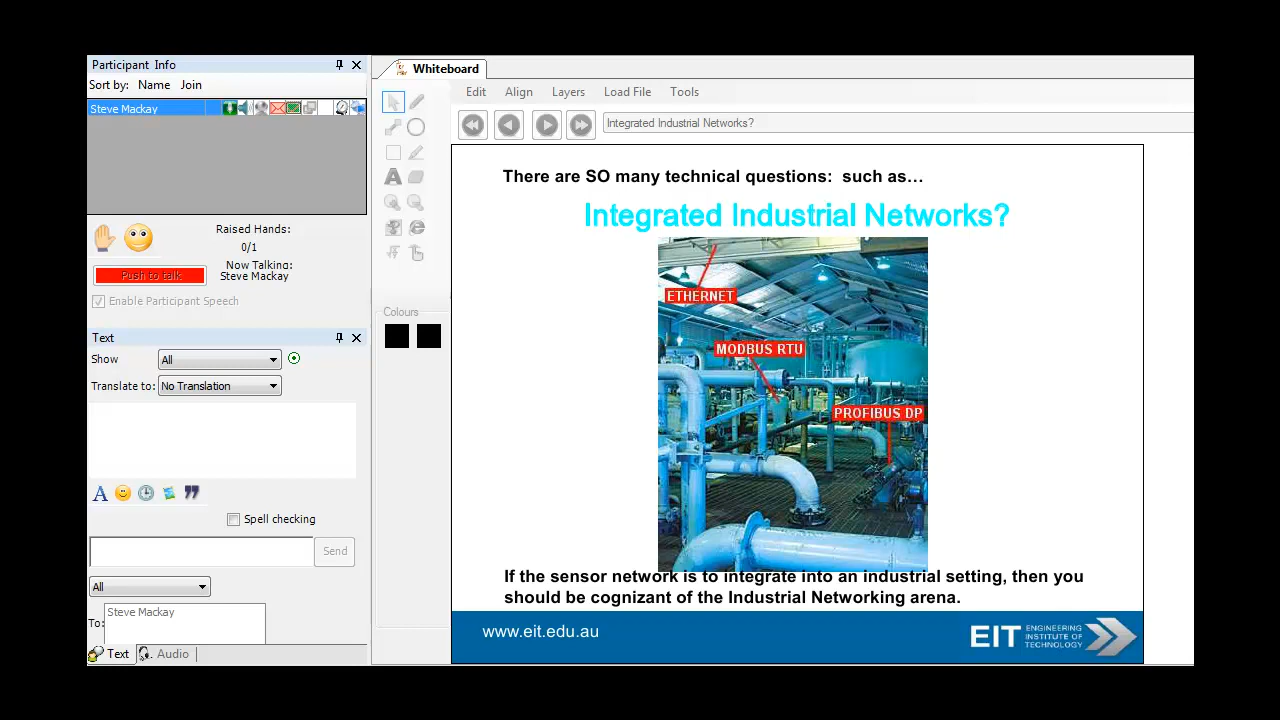 Participant Info
Sort by: Name Join
Steve Mackay
Raised Hands:
0/1
Now Talking:
Steve Mackay
Push to talk
Enable Participant Speech
Text
Show All
Translate to: No Translation
Spell checking
Send
All
To: Steve Mackay
Text Audio
Whiteboard
Edit Align Layers Load File Tools
Integrated Industrial Networks?
Colours
There are SO many technical questions: such as…
Integrated Industrial Networks?
ETHERNET
MODBUS RTU
PROFIBUS DP
If the sensor network is to integrate into an industrial setting, then you
should be cognizant of the Industrial Networking arena.
www.eit.edu.au
EIT
ENGINEERING
INSTITUTE OF
TECHNOLOGY